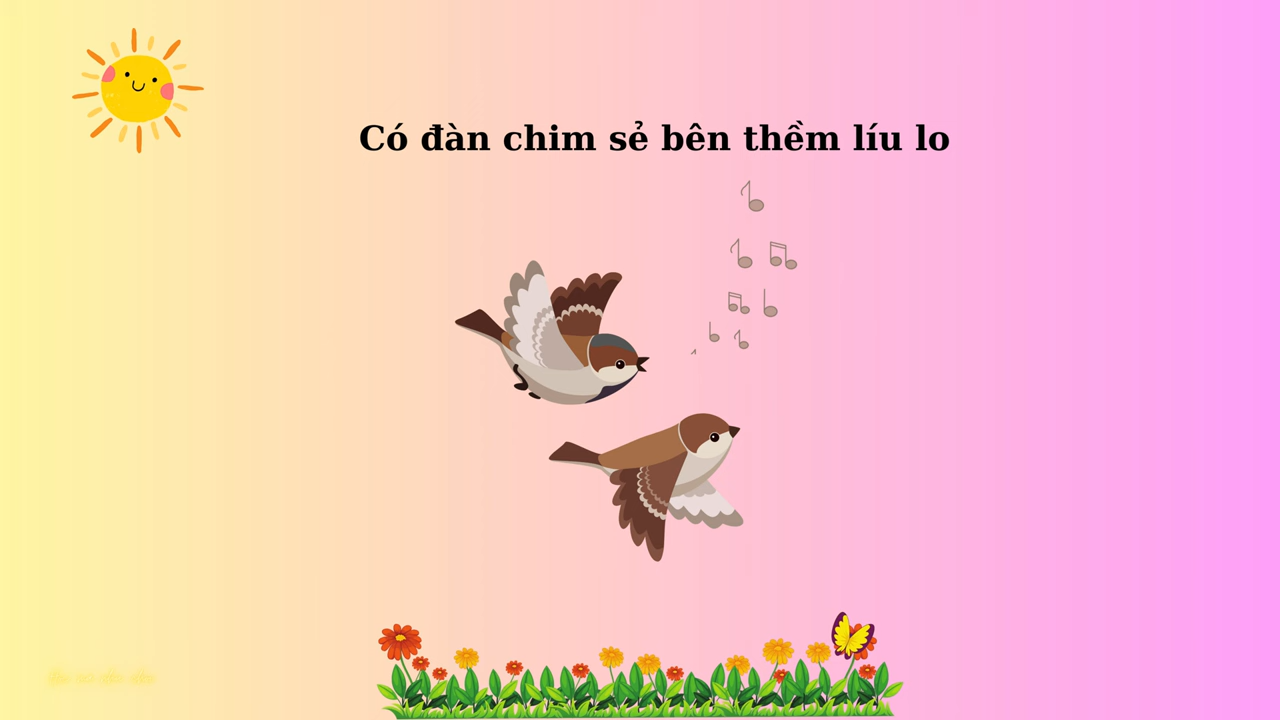 Có đàn chim sẻ bên thềm líu lo